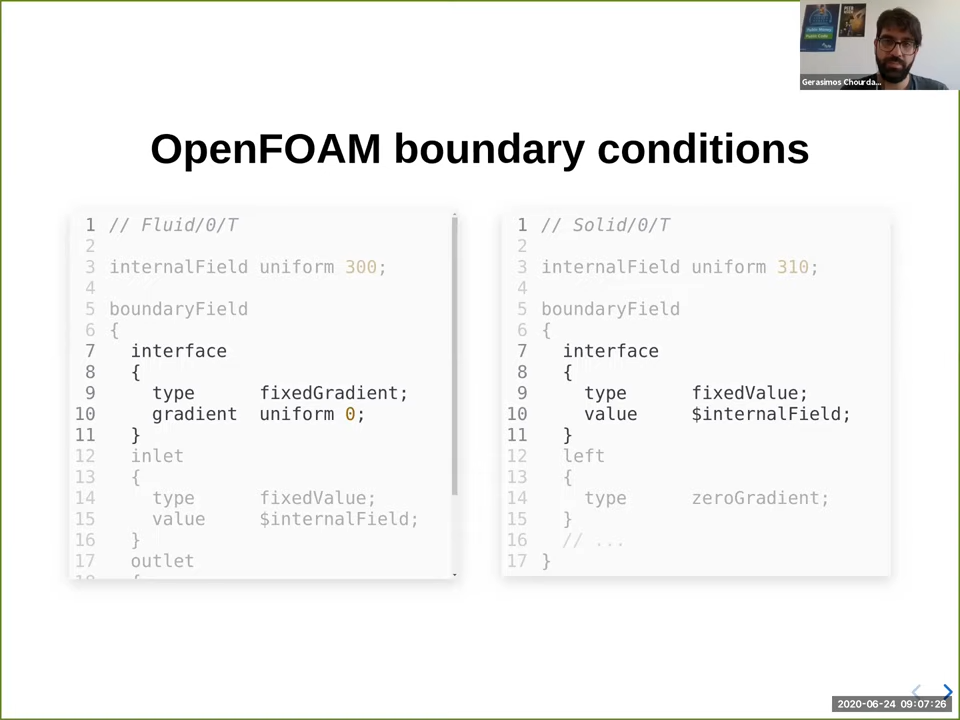 Gerasimos Chourda...
OpenFOAM boundary conditions
1 // Fluid/0/T
2
3 internalField uniform 300;
4
5 boundaryField
6 {
7 interface
8 {
9 type fixedGradient;
10 gradient uniform 0;
11 }
12 inlet
13 {
14 type fixedValue;
15 value $internalField;
16 }
17 outlet
18 {
1 // Solid/0/T
2
3 internalField uniform 310;
4
5 boundaryField
6 {
7 interface
8 {
9 type fixedValue;
10 value $internalField;
11 }
12 left
13 {
14 type zeroGradient;
15 }
16 // ...
17 }
2020-06-24 09:07:26